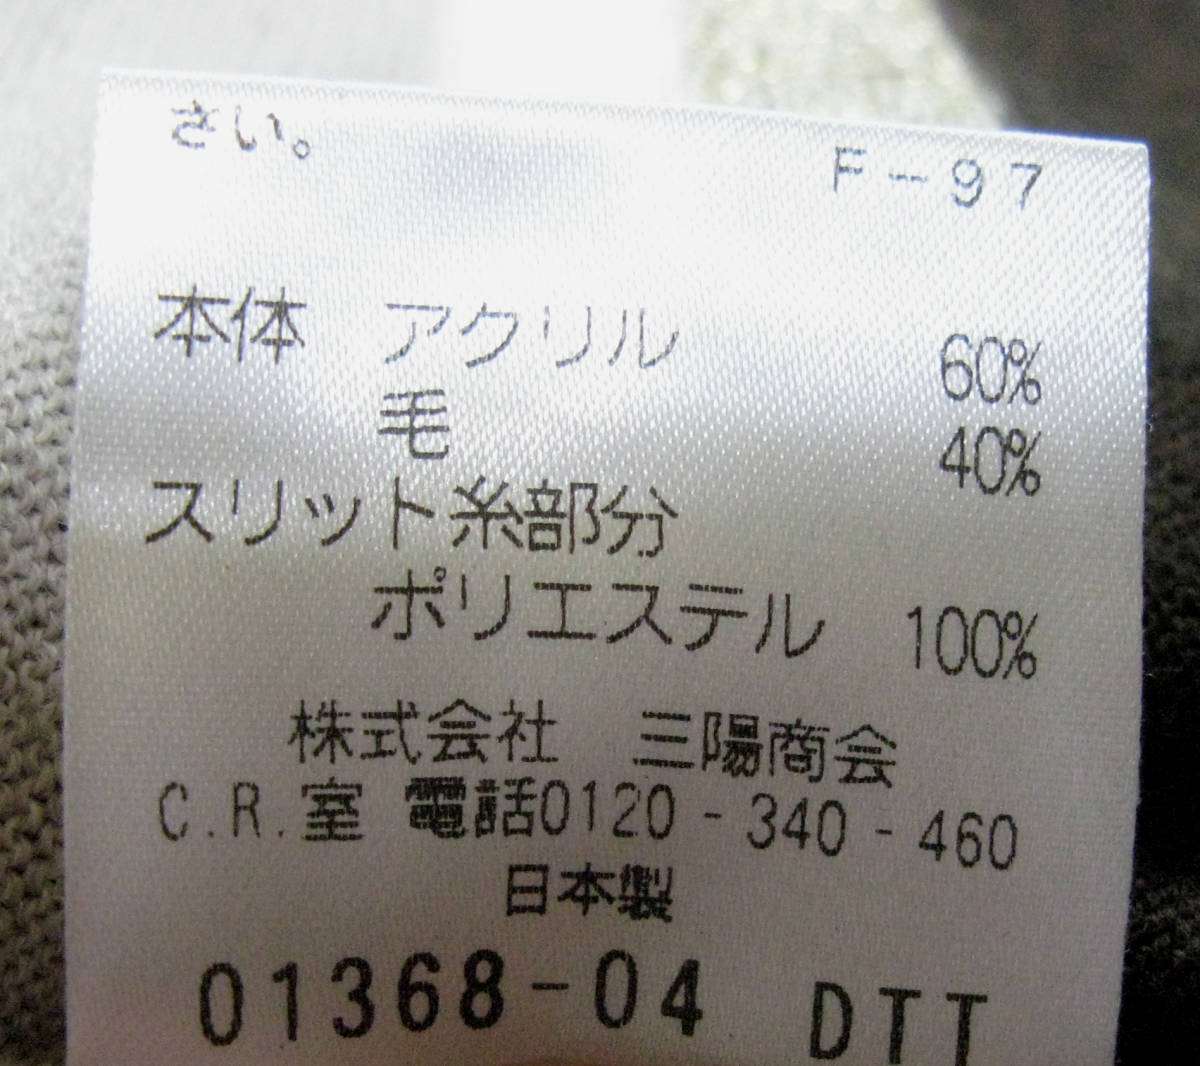 さい。
F-97
本体 アクリル 60%
毛 40%
スリット糸部分
ポリエステル 100%
株式会社 三陽商会
C.R.室 電話0120-340-460
日本製
01368-04 DTT